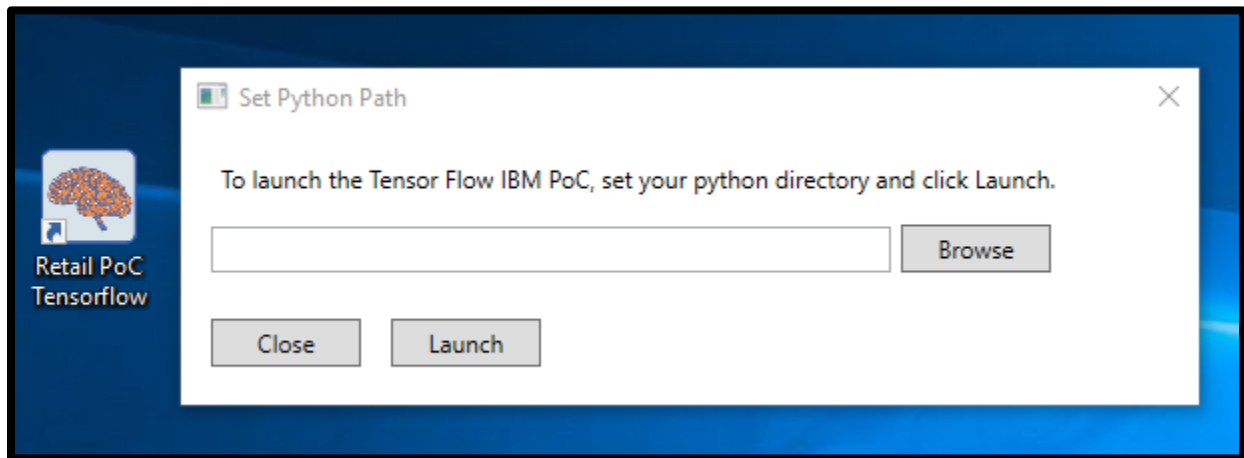 Set Python Path
To launch the Tensor Flow IBM PoC, set your python directory and click Launch.
Browse
Retail PoC
Tensorflow
Close
Launch